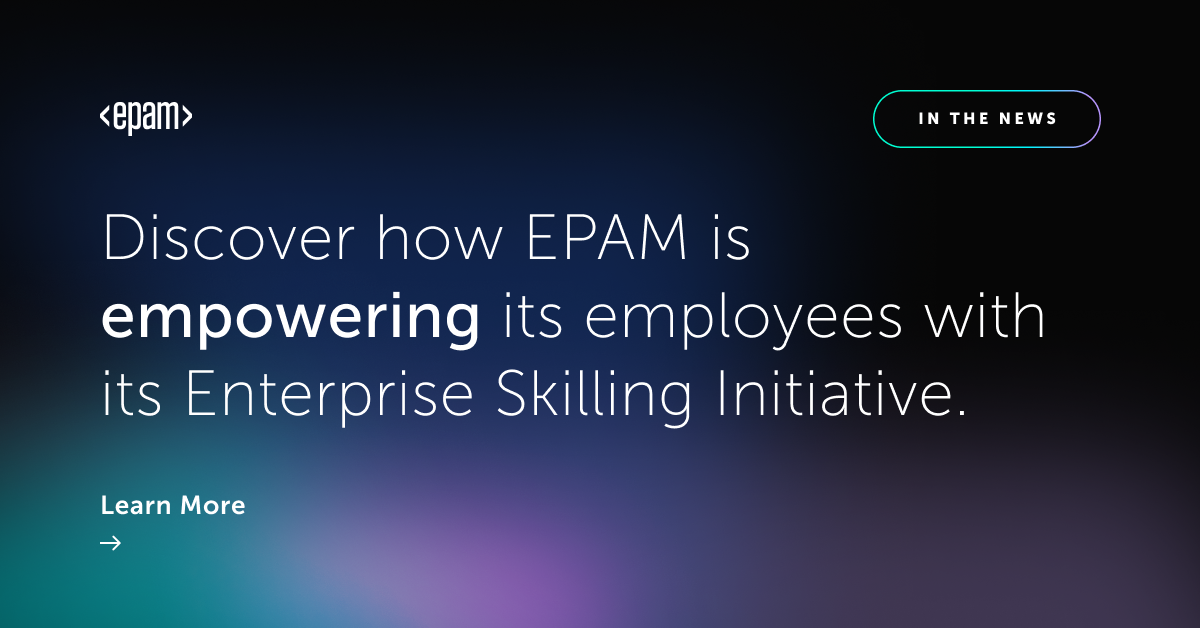 <epam>
IN THE NEWS
Discover how EPAM is
empowering its employees with
its Enterprise Skilling Initiative.
Learn More
→